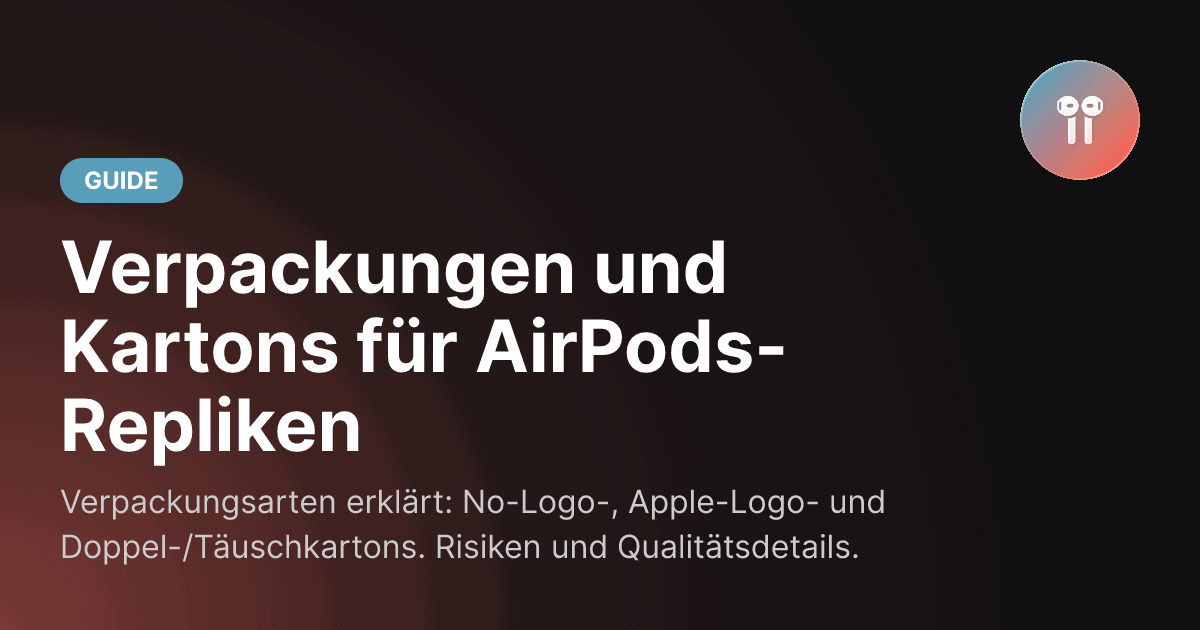 GUIDE
Verpackungen und
Kartons für AirPods-
Repliken
Verpackungsarten erklärt: No-Logo-, Apple-Logo- und
Doppel-/Täuschkartons. Risiken und Qualitätsdetails.